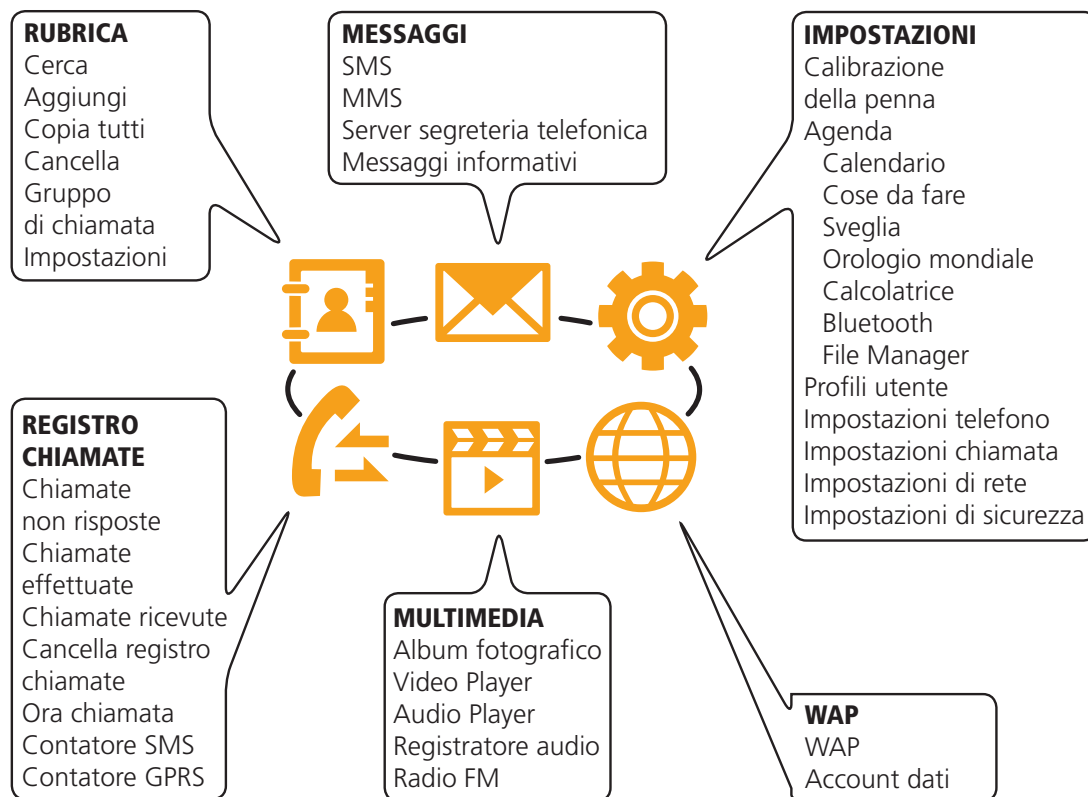 RUBRICA
Cerca
Aggiungi
Copia tutti
Cancella
Gruppo
di chiamata
Impostazioni
MESSAGGI
SMS
MMS
Server segreteria telefonica
Messaggi informativi
IMPOSTAZIONI
Calibrazione
della penna
Agenda
Calendario
Cose da fare
Sveglia
Orologio mondiale
Calcolatrice
Bluetooth
File Manager
Profili utente
Impostazioni telefono
Impostazioni chiamata
Impostazioni di rete
Impostazioni di sicurezza
REGISTRO
CHIAMATE
Chiamate
non risposte
Chiamate
effettuate
Chiamate ricevute
Cancella registro
chiamate
Ora chiamata
Contatore SMS
Contatore GPRS
MULTIMEDIA
Album fotografico
Video Player
Audio Player
Registratore audio
Radio FM
WAP
WAP
Account dati